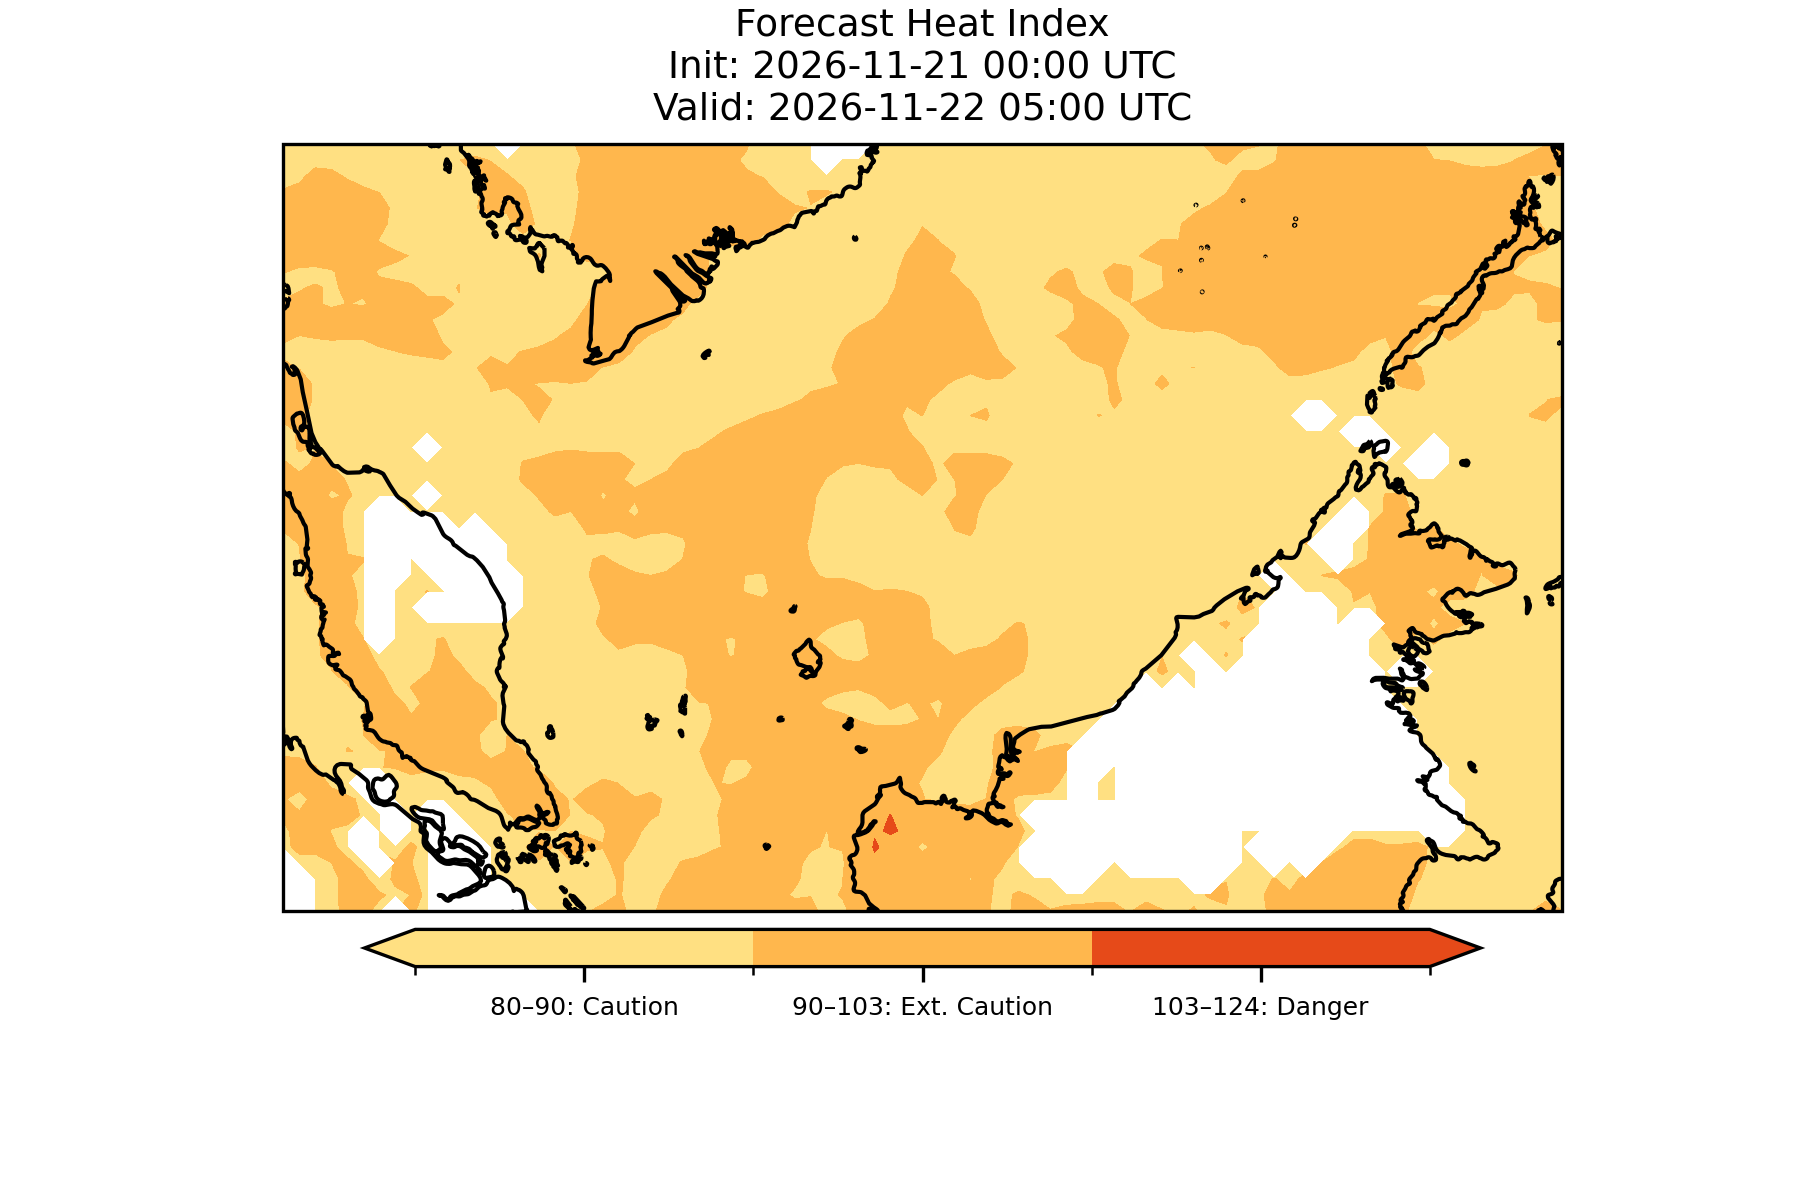 Forecast Heat Index
Init: 2026-11-21 00:00 UTC
Valid: 2026-11-22 05:00 UTC
80–90: Caution
90–103: Ext. Caution
103–124: Danger